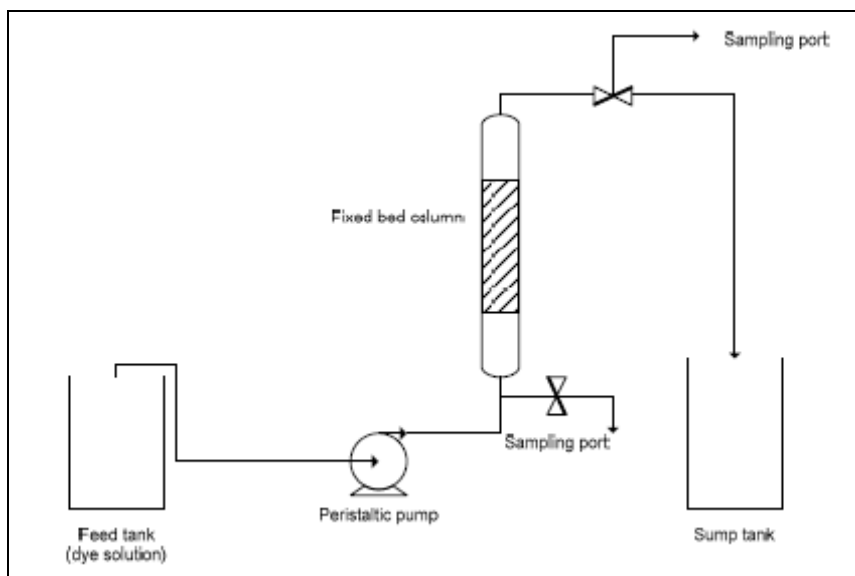 Sampling port
Fixed bed column
Sampling port
Peristaltic pump
Feed tank
(dye solution)
Sump tank